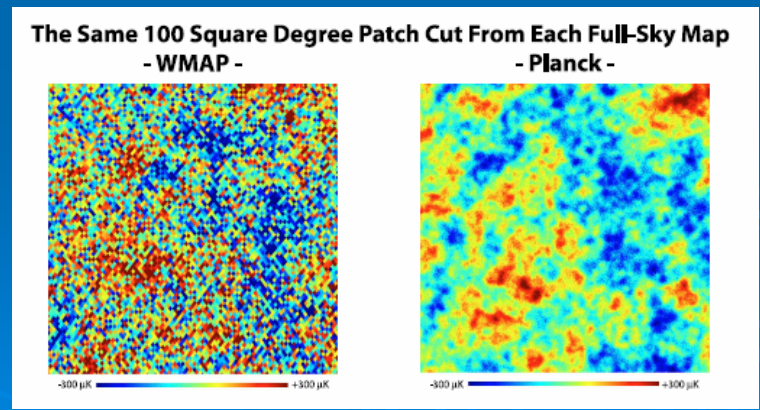 The Same 100 Square Degree Patch Cut From Each Full-Sky Map
- WMAP - - Planck -
-300 µK +300 µK -300 µK +300 µK